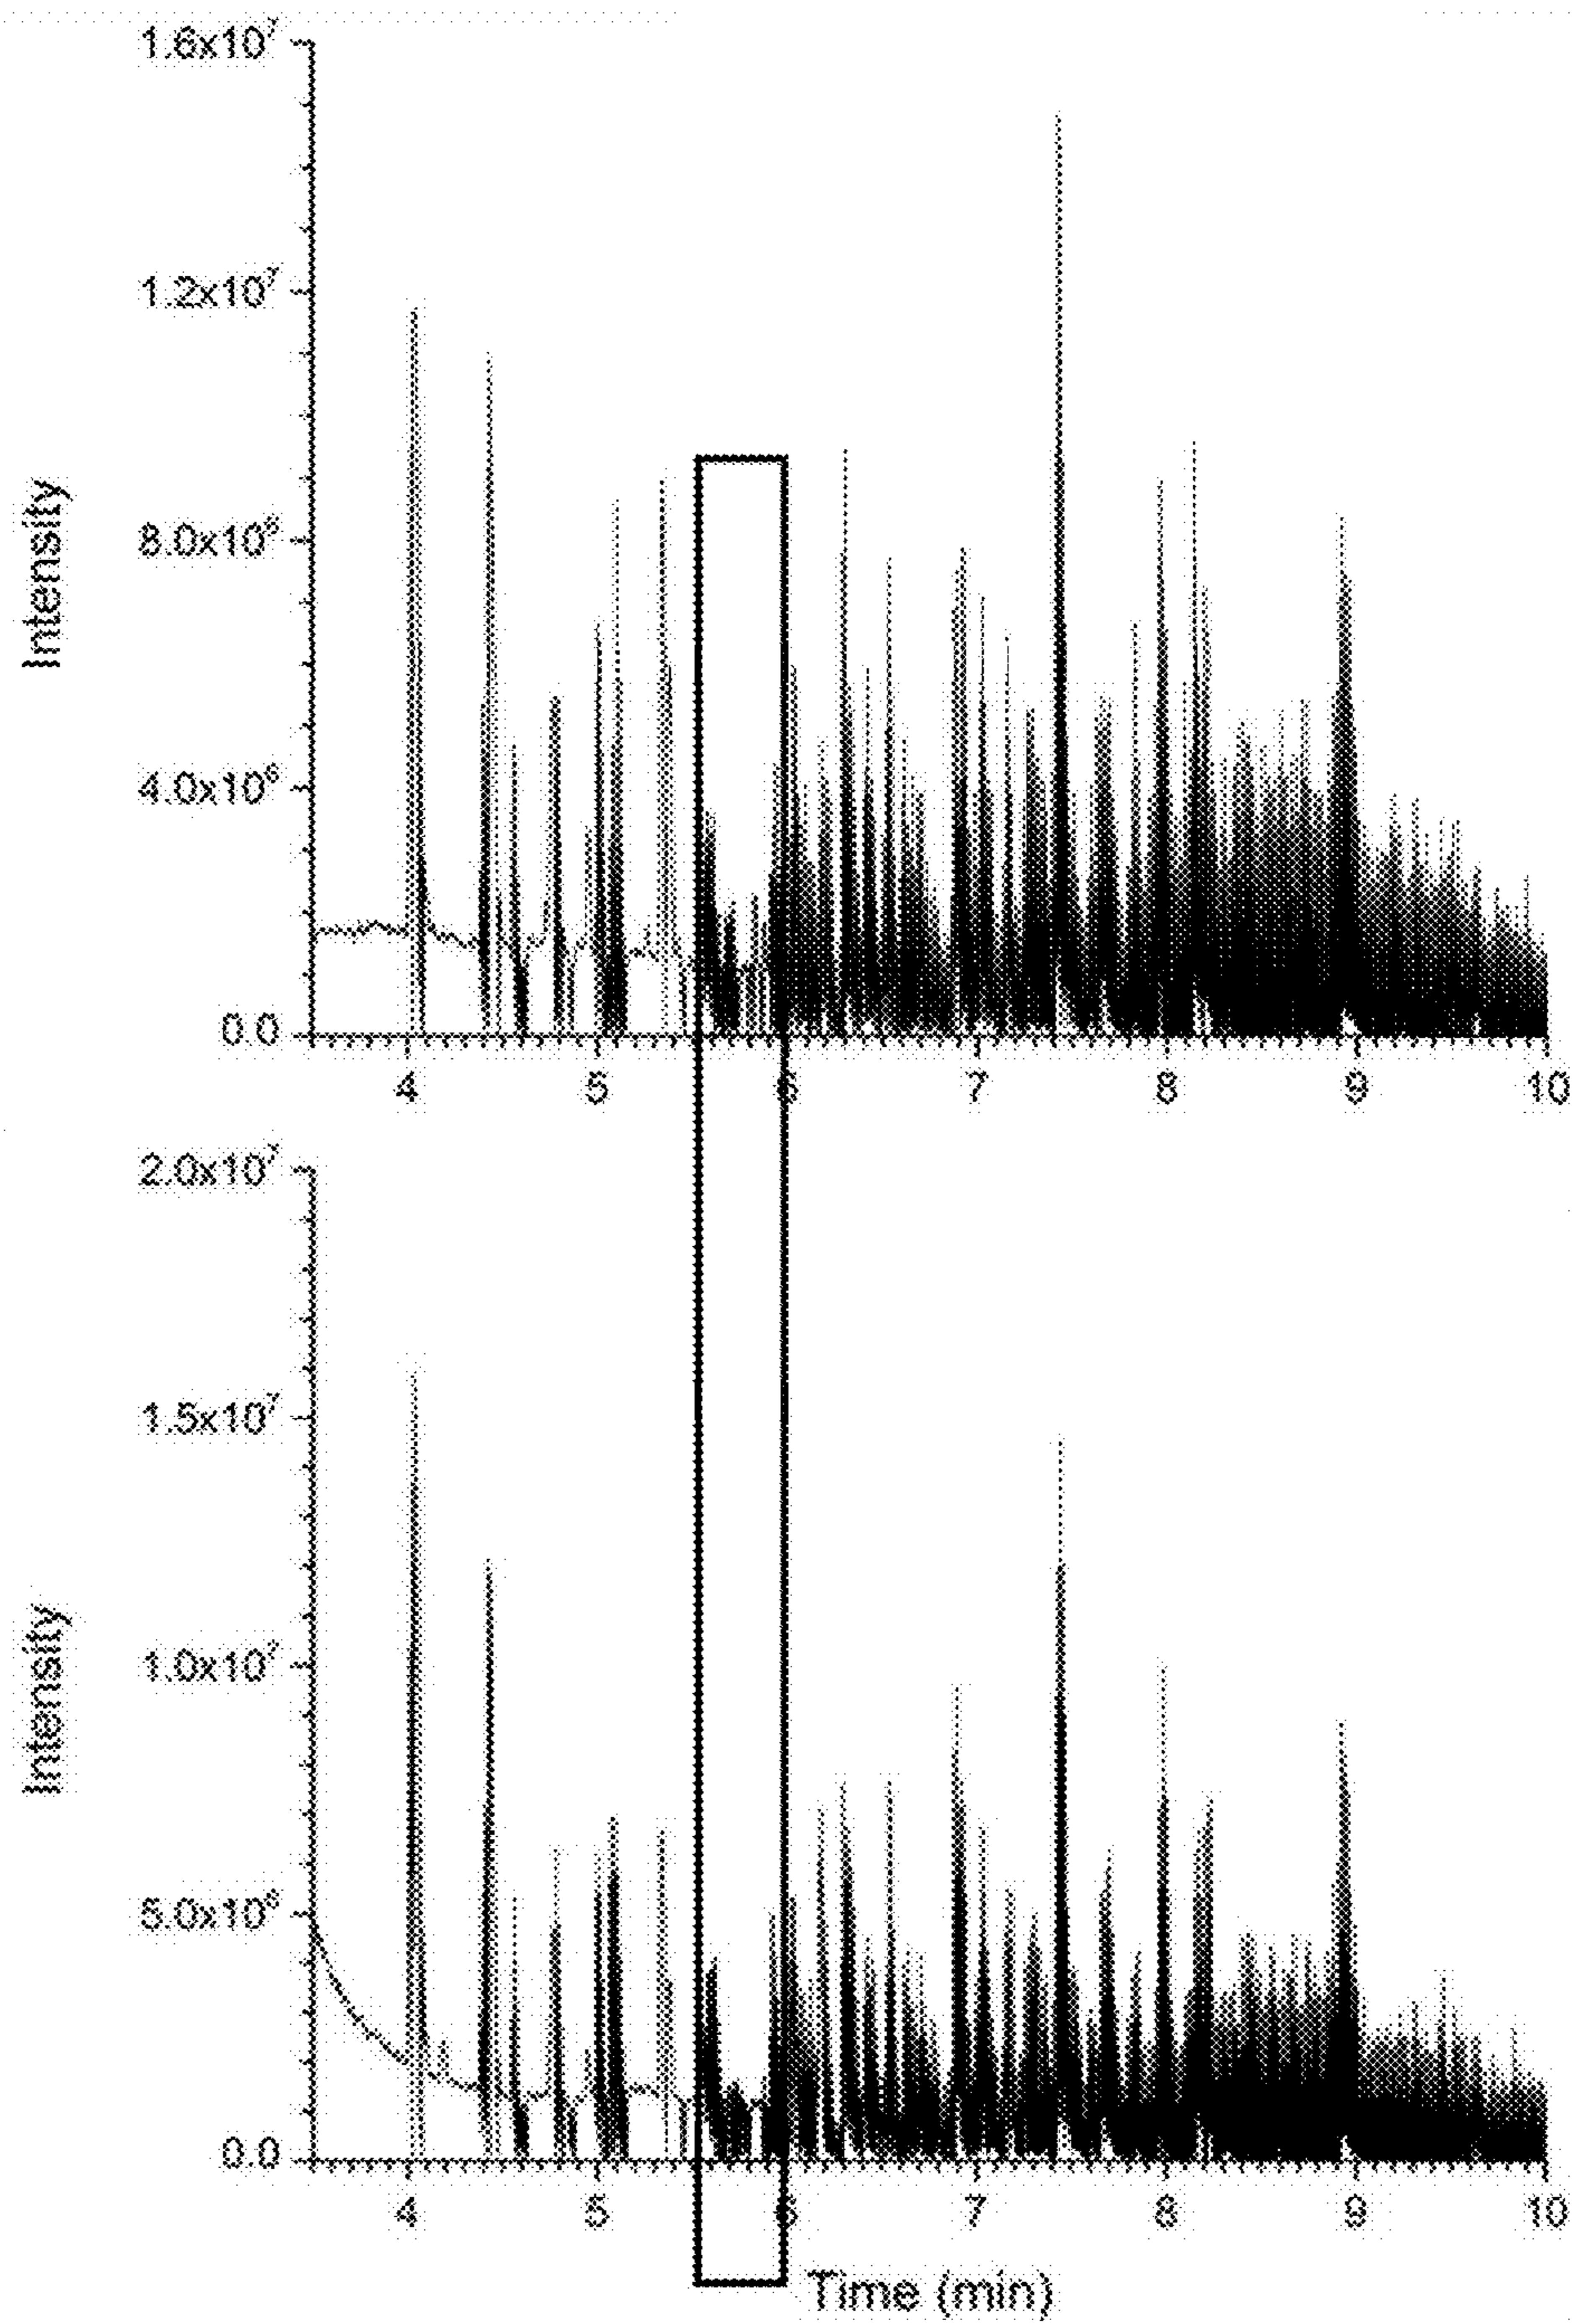 1.6x10⁷
1.2x10⁷
8.0x10⁶
4.0x10⁶
0.0
Intensity
4 5 6 7 8 9 10
2.0x10⁷
1.5x10⁷
1.0x10⁷
5.0x10⁶
0.0
Intensity
4 5 6 7 8 9 10
Time (min)